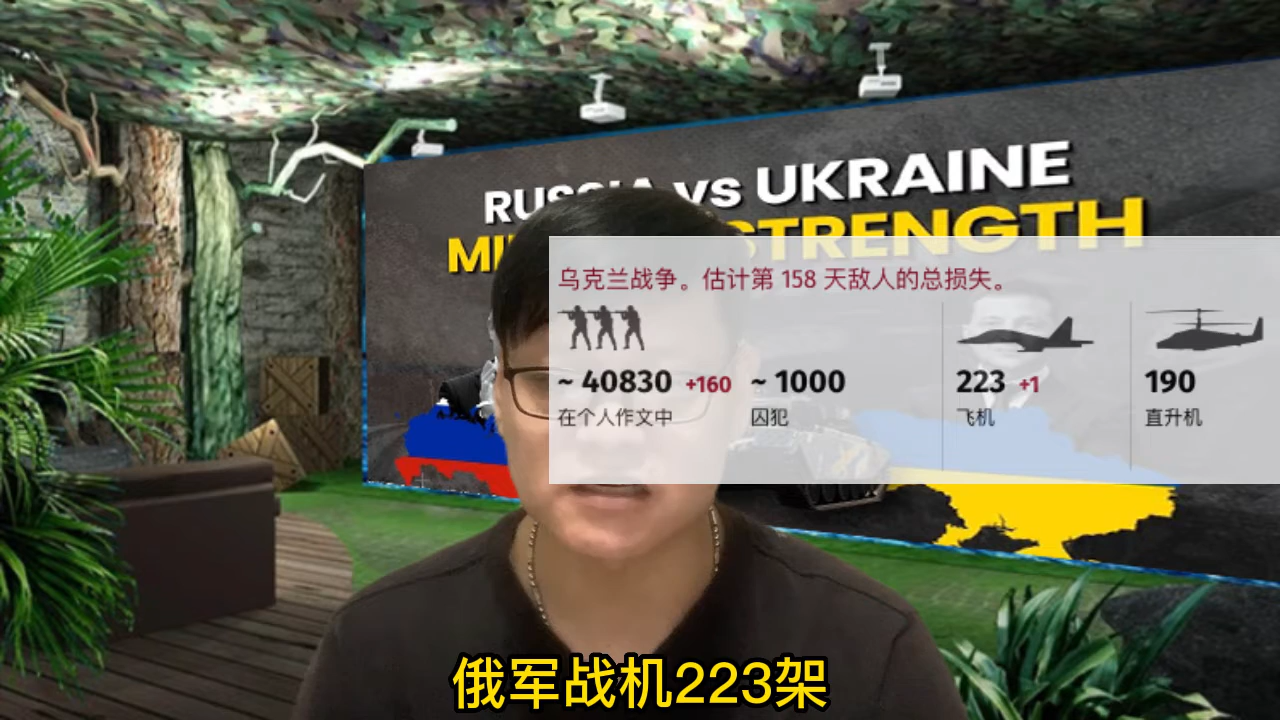 RUSSIA VS UKRAINE
STRENGTH
乌克兰战争。估计第 158 天敌人的总损失。
~ 40830 +160 ~ 1000 223 +1 190
在个人作文中 囚犯 飞机 直升机
俄军战机223架